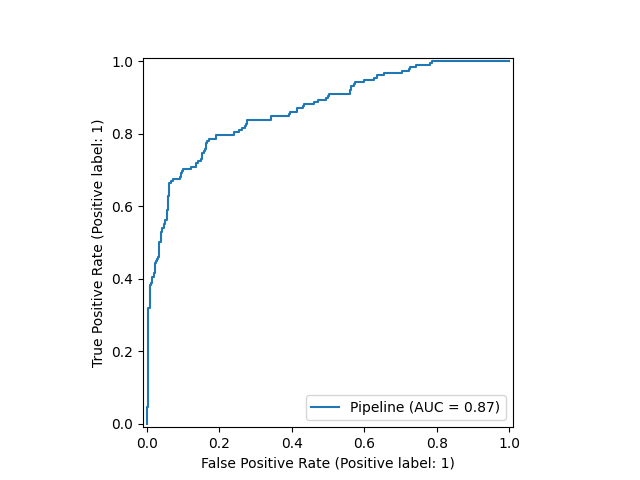 1.0
0.8
0.6
0.4
0.2
0.0
True Positive Rate (Positive label: 1)
Pipeline (AUC = 0.87)
0.0 0.2 0.4 0.6 0.8 1.0
False Positive Rate (Positive label: 1)